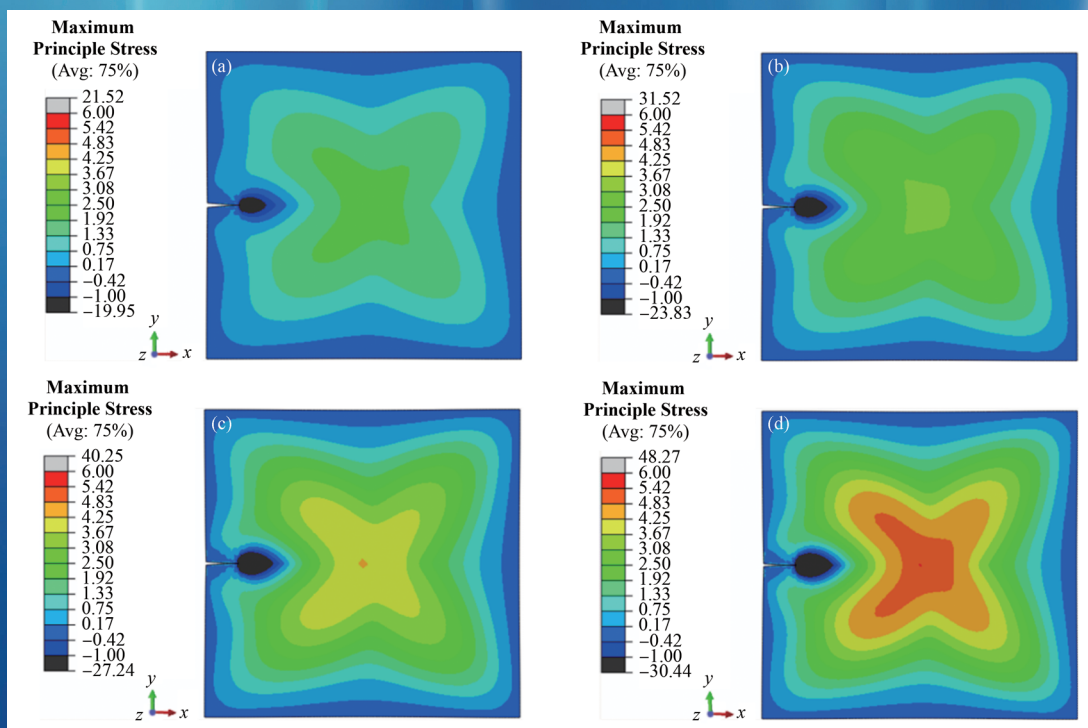 Maximum
Principle Stress
(Avg: 75%)
21.52
6.00
5.42
4.83
4.25
3.67
3.08
2.50
1.92
1.33
0.75
0.17
−0.42
−1.00
−19.95
y
z x
(a)
Maximum
Principle Stress
(Avg: 75%)
31.52
6.00
5.42
4.83
4.25
3.67
3.08
2.50
1.92
1.33
0.75
0.17
−0.42
−1.00
−23.83
y
z x
(b)
Maximum
Principle Stress
(Avg: 75%)
40.25
6.00
5.42
4.83
4.25
3.67
3.08
2.50
1.92
1.33
0.75
0.17
−0.42
−1.00
−27.24
y
z x
(c)
Maximum
Principle Stress
(Avg: 75%)
48.27
6.00
5.42
4.83
4.25
3.67
3.08
2.50
1.92
1.33
0.75
0.17
−0.42
−1.00
−30.44
y
z x
(d)